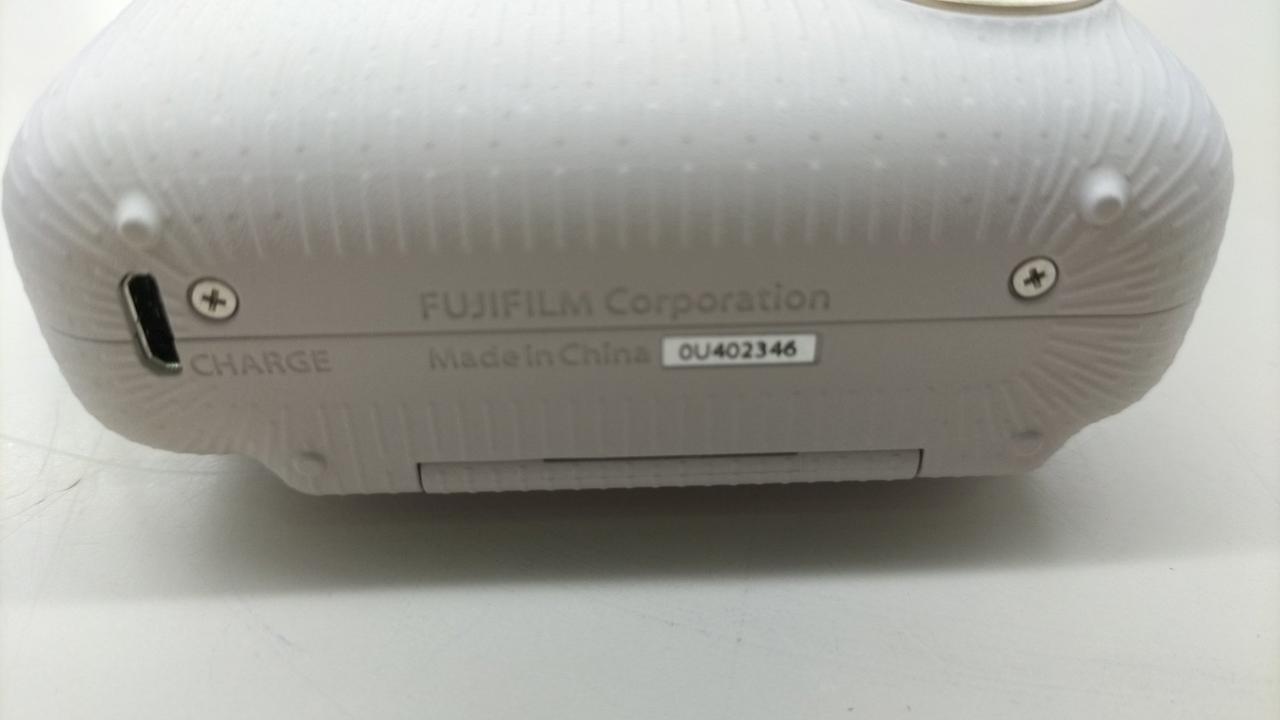 FUJIFILM Corporation
CHARGE Made in China 0U402346